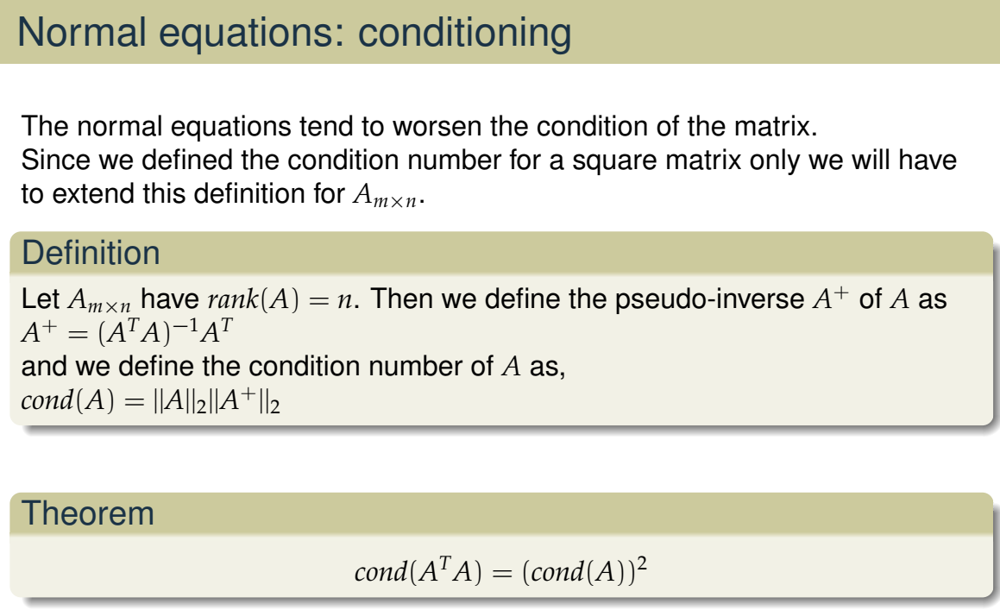 Normal equations: conditioning
The normal equations tend to worsen the condition of the matrix.
Since we defined the condition number for a square matrix only we will have
to extend this definition for $A_{m \times n}$.
Definition
Let $A_{m \times n}$ have $rank(A) = n$. Then we define the pseudo-inverse $A^+$ of $A$ as
$A^+ = (A^T A)^{-1} A^T$
and we define the condition number of $A$ as,
$cond(A) = \|A\|_2 \|A^+\|_2$
Theorem
$cond(A^T A) = (cond(A))^2$